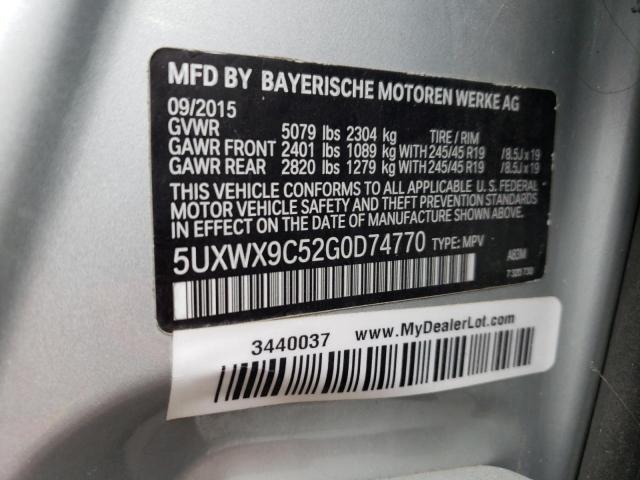 MFD BY BAYERISCHE MOTOREN WERKE AG
09/2015
GVWR 5079 lbs 2304 kg TIRE / RIM
GAWR FRONT 2401 lbs 1089 kg WITH 245/45 R19 /8.5J x 19
GAWR REAR 2820 lbs 1279 kg WITH 245/45 R19 /8.5J x 19
THIS VEHICLE CONFORMS TO ALL APPLICABLE U. S. FEDERAL
MOTOR VEHICLE SAFETY AND THEFT PREVENTION STANDARDS
IN EFFECT ON THE DATE OF MANUFACTURE SHOWN ABOVE.
5UXWX9C52G0D74770 TYPE: MPV
A83M
7305730
3440037 www.MyDealerLot.com